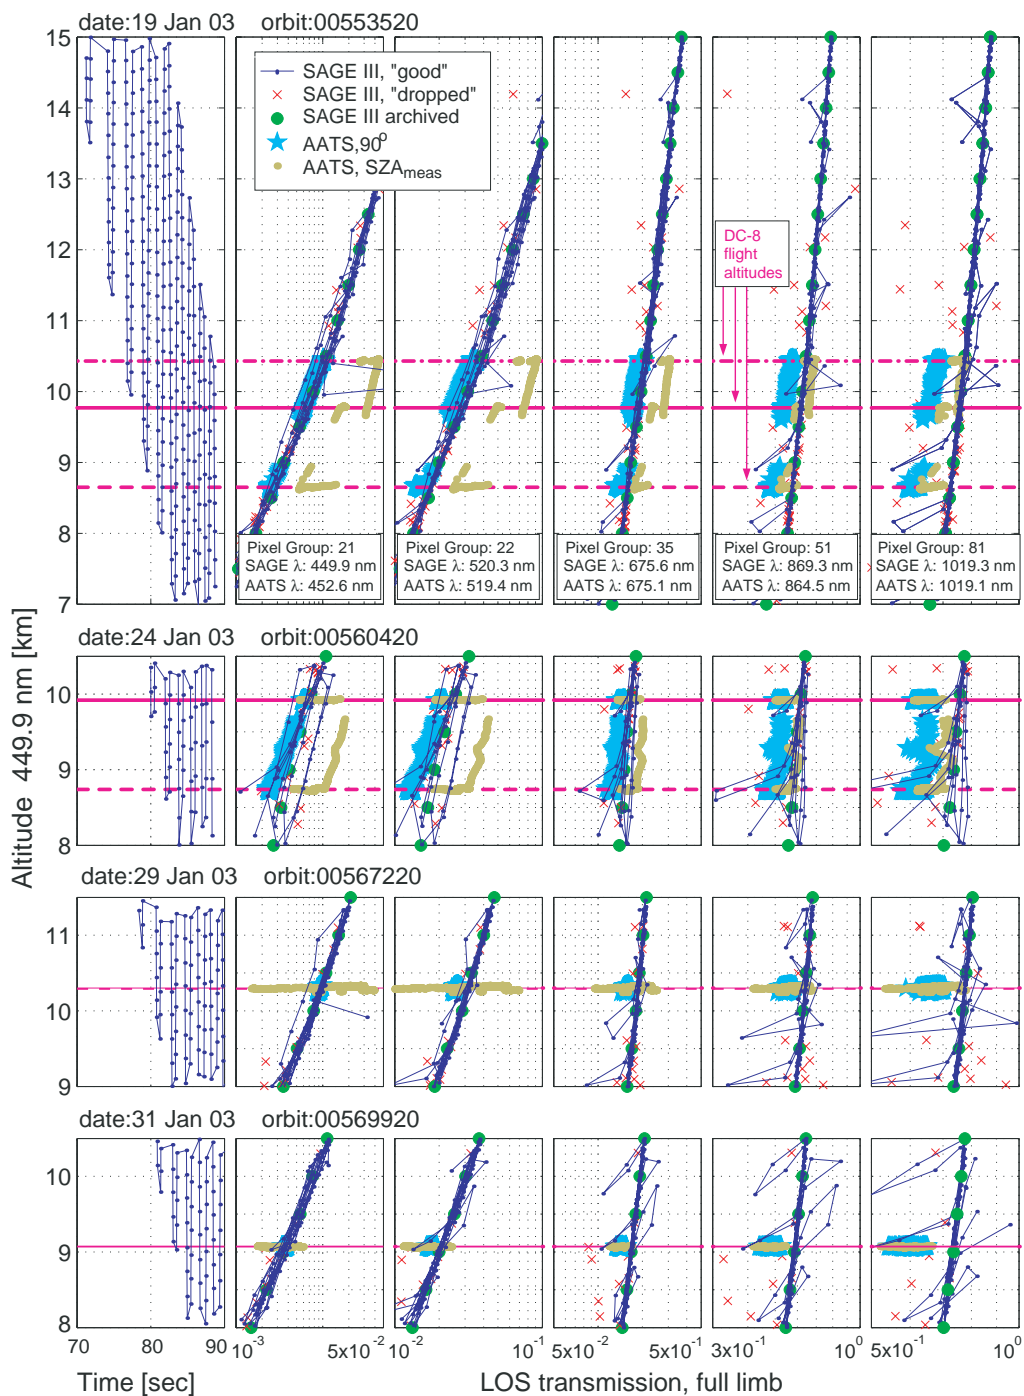 date:19 Jan 03 orbit:00553520
15
14
13
12
11
10
9
8
7
SAGE III, "good"
SAGE III, "dropped"
SAGE III archived
AATS,90o
AATS, SZAmeas
DC-8
flight
altitudes
Pixel Group: 21
SAGE λ: 449.9 nm
AATS λ: 452.6 nm
Pixel Group: 22
SAGE λ: 520.3 nm
AATS λ: 519.4 nm
Pixel Group: 35
SAGE λ: 675.6 nm
AATS λ: 675.1 nm
Pixel Group: 51
SAGE λ: 869.3 nm
AATS λ: 864.5 nm
Pixel Group: 81
SAGE λ: 1019.3 nm
AATS λ: 1019.1 nm
Altitude 449.9 nm [km]
date:24 Jan 03 orbit:00560420
10
9
8
date:29 Jan 03 orbit:00567220
11
10
9
date:31 Jan 03 orbit:00569920
10
9
8
70 80 90 10-3 5x10-2 10-2 10-1 5x10-2 5x10-1 3x10-1 100 5x10-1 100
Time [sec] LOS transmission, full limb